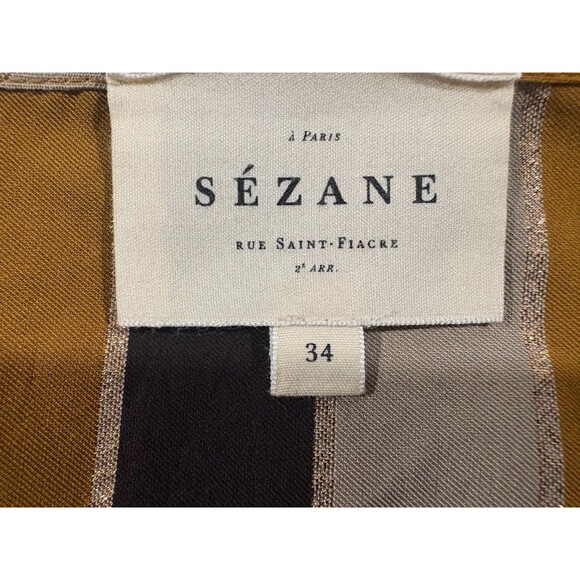 à Paris
SÉZANE
Rue Saint-Fiacre
2e Arr.
34